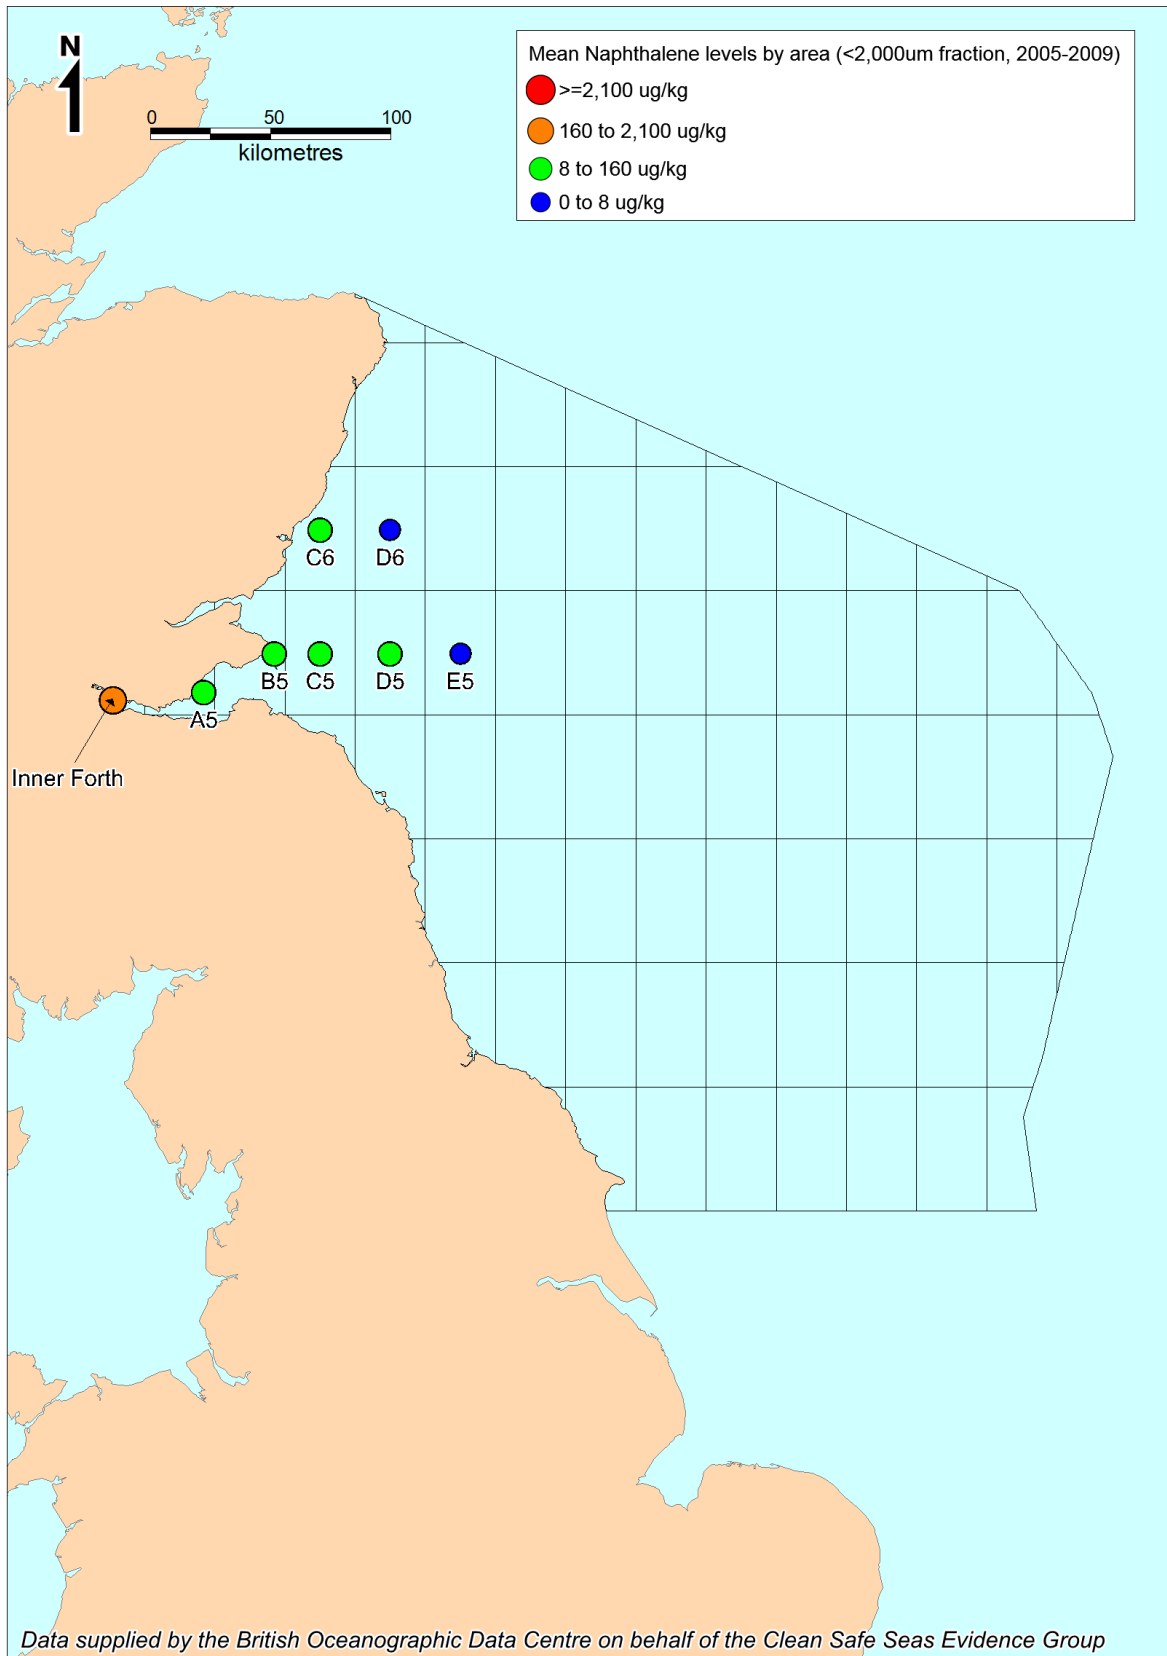 N
0 50 100
kilometres
Mean Naphthalene levels by area (<2,000um fraction, 2005-2009)
>=2,100 ug/kg
160 to 2,100 ug/kg
8 to 160 ug/kg
0 to 8 ug/kg
C6 D6
B5 C5 D5 E5
A5
Inner Forth
Data supplied by the British Oceanographic Data Centre on behalf of the Clean Safe Seas Evidence Group